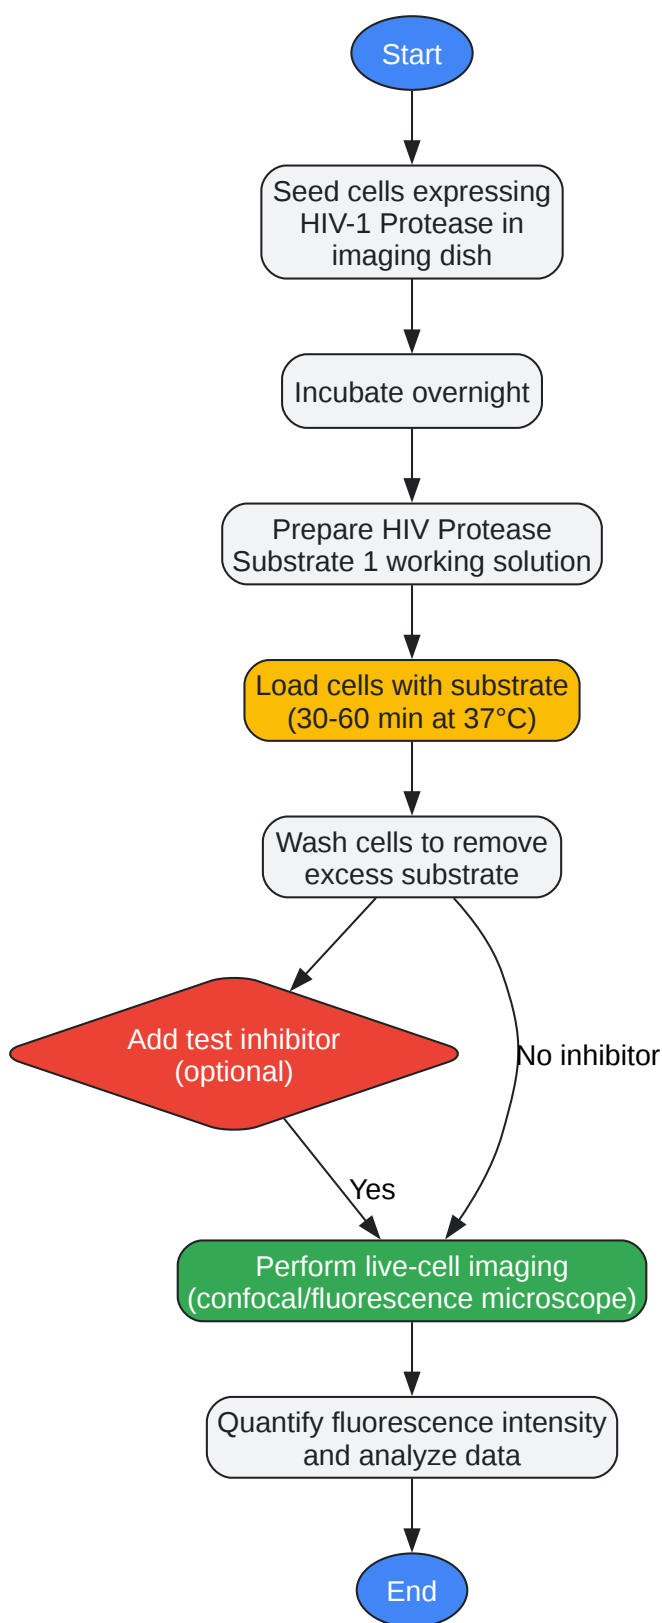 Start
Seed cells expressing
HIV-1 Protease in
imaging dish
Incubate overnight
Prepare HIV Protease
Substrate 1 working solution
Load cells with substrate
(30-60 min at 37°C)
Wash cells to remove
excess substrate
Add test inhibitor
(optional)
No inhibitor
Yes
Perform live-cell imaging
(confocal/fluorescence microscope)
Quantify fluorescence intensity
and analyze data
End